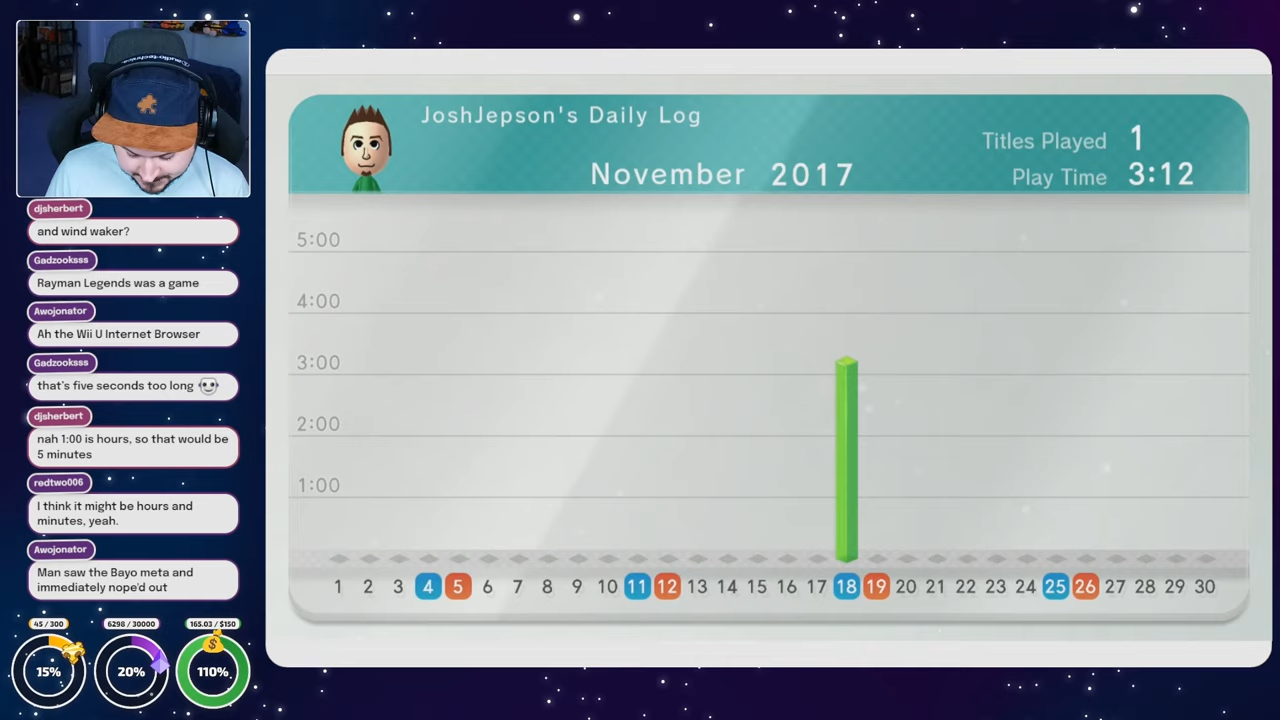 audio-technica
djsherbert
and wind waker?
Gadzooksss
Rayman Legends was a game
Awojonator
Ah the Wii U Internet Browser
Gadzooksss
that's five seconds too long
djsherbert
nah 1:00 is hours, so that would be
5 minutes
redtwo006
I think it might be hours and
minutes, yeah.
Awojonator
Man saw the Bayo meta and
immediately nope'd out
45 / 300
6298 / 30000
165.03 / $150
15%
20%
110%
JoshJepson's Daily Log
November 2017
Titles Played 1
Play Time 3:12
5:00
4:00
3:00
2:00
1:00
1 2 3 4 5 6 7 8 9 10 11 12 13 14 15 16 17 18 19 20 21 22 23 24 25 26 27 28 29 30